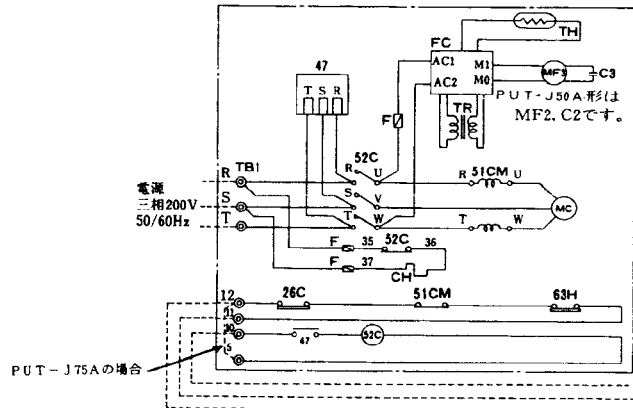 TH
FC
47
AC1
M1
MF3
C3
AC2
M0
PUT-J50A形は
MF2, C2です。
T S R
F
TR
52C
R
U
51CM
R
U
R
TB1
電源
三相200V
50/60Hz
S
S
V
MC
T
T
W
T
W
F
35
52C
36
F
37
CH
12
26C
51CM
63H
11
10
47
52C
5
PUT-J75Aの場合